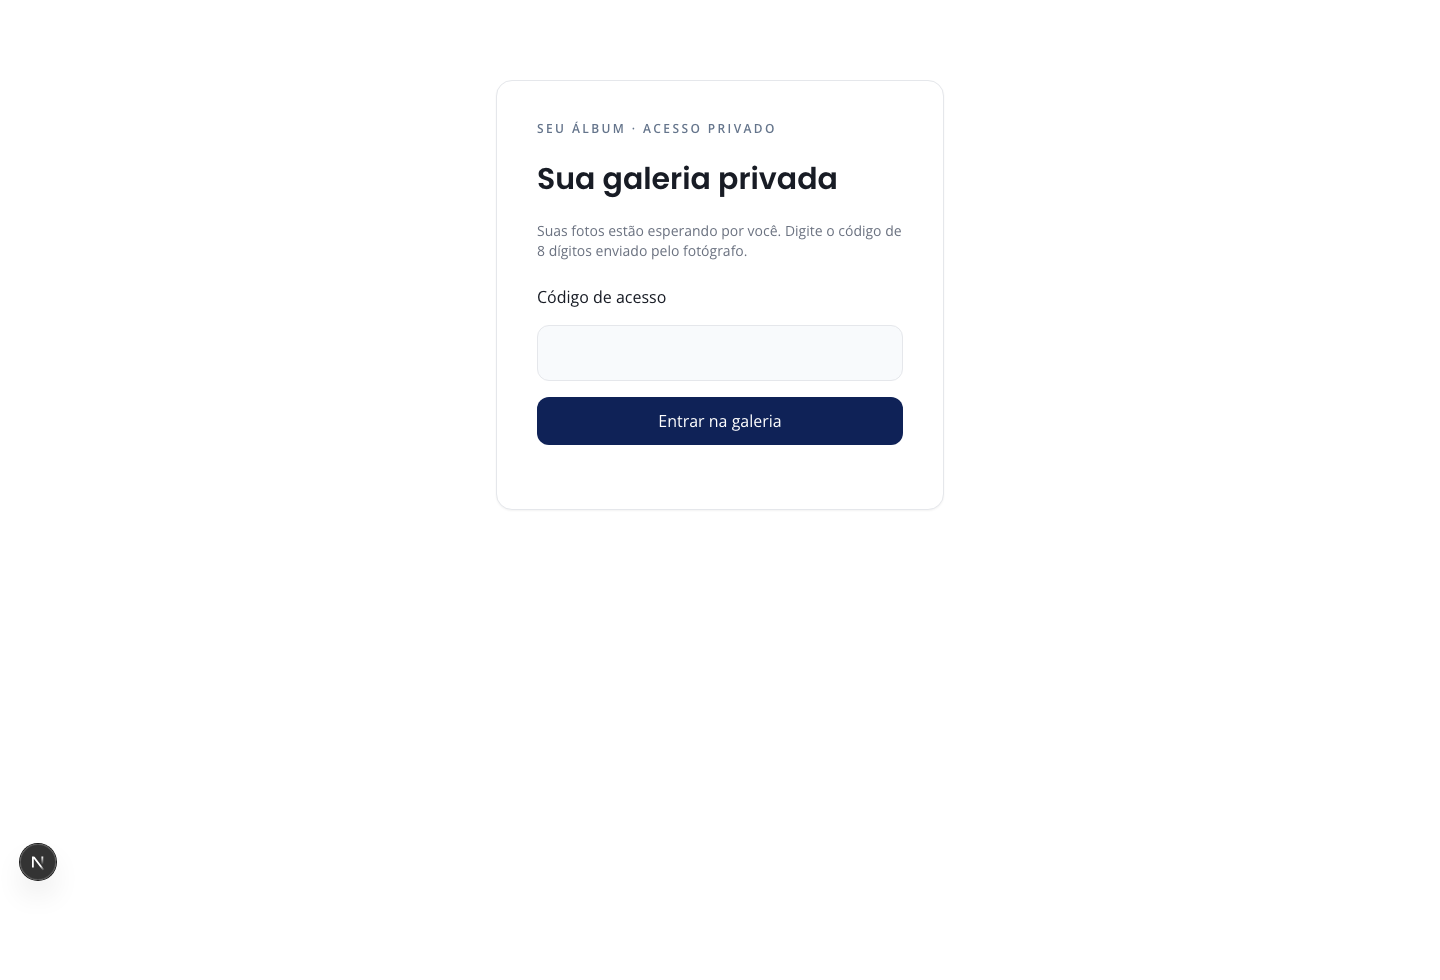 SEU ÁLBUM · ACESSO PRIVADO
Sua galeria privada
Suas fotos estão esperando por você. Digite o código de
8 dígitos enviado pelo fotógrafo.
Código de acesso
Entrar na galeria
N